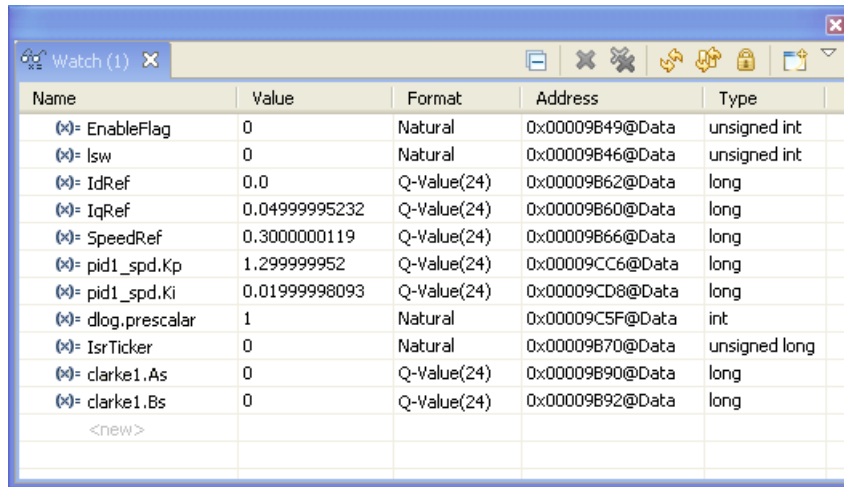 Watch (1)
Name Value Format Address Type
(x)= EnableFlag 0 Natural 0x00009B49@Data unsigned int
(x)= lsw 0 Natural 0x00009B46@Data unsigned int
(x)= IdRef 0.0 Q-Value(24) 0x00009B62@Data long
(x)= IqRef 0.04999995232 Q-Value(24) 0x00009B60@Data long
(x)= SpeedRef 0.3000000119 Q-Value(24) 0x00009B66@Data long
(x)= pid1_spd.Kp 1.299999952 Q-Value(24) 0x00009CC6@Data long
(x)= pid1_spd.Ki 0.01999998093 Q-Value(24) 0x00009CD8@Data long
(x)= dlog.prescalar 1 Natural 0x00009C5F@Data int
(x)= IsrTicker 0 Natural 0x00009B70@Data unsigned long
(x)= clarke1.As 0 Q-Value(24) 0x00009B90@Data long
(x)= clarke1.Bs 0 Q-Value(24) 0x00009B92@Data long
<new>